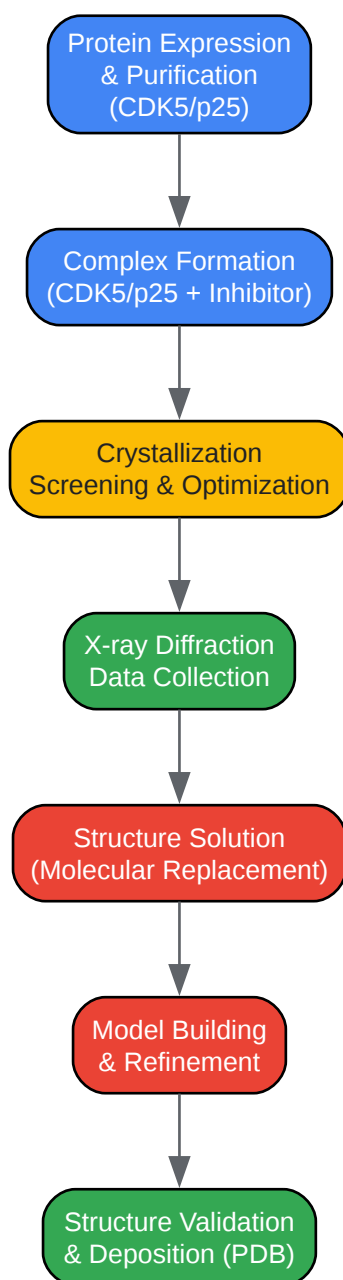 Protein Expression
& Purification
(CDK5/p25)
Complex Formation
(CDK5/p25 + Inhibitor)
Crystallization
Screening & Optimization
X-ray Diffraction
Data Collection
Structure Solution
(Molecular Replacement)
Model Building
& Refinement
Structure Validation
& Deposition (PDB)